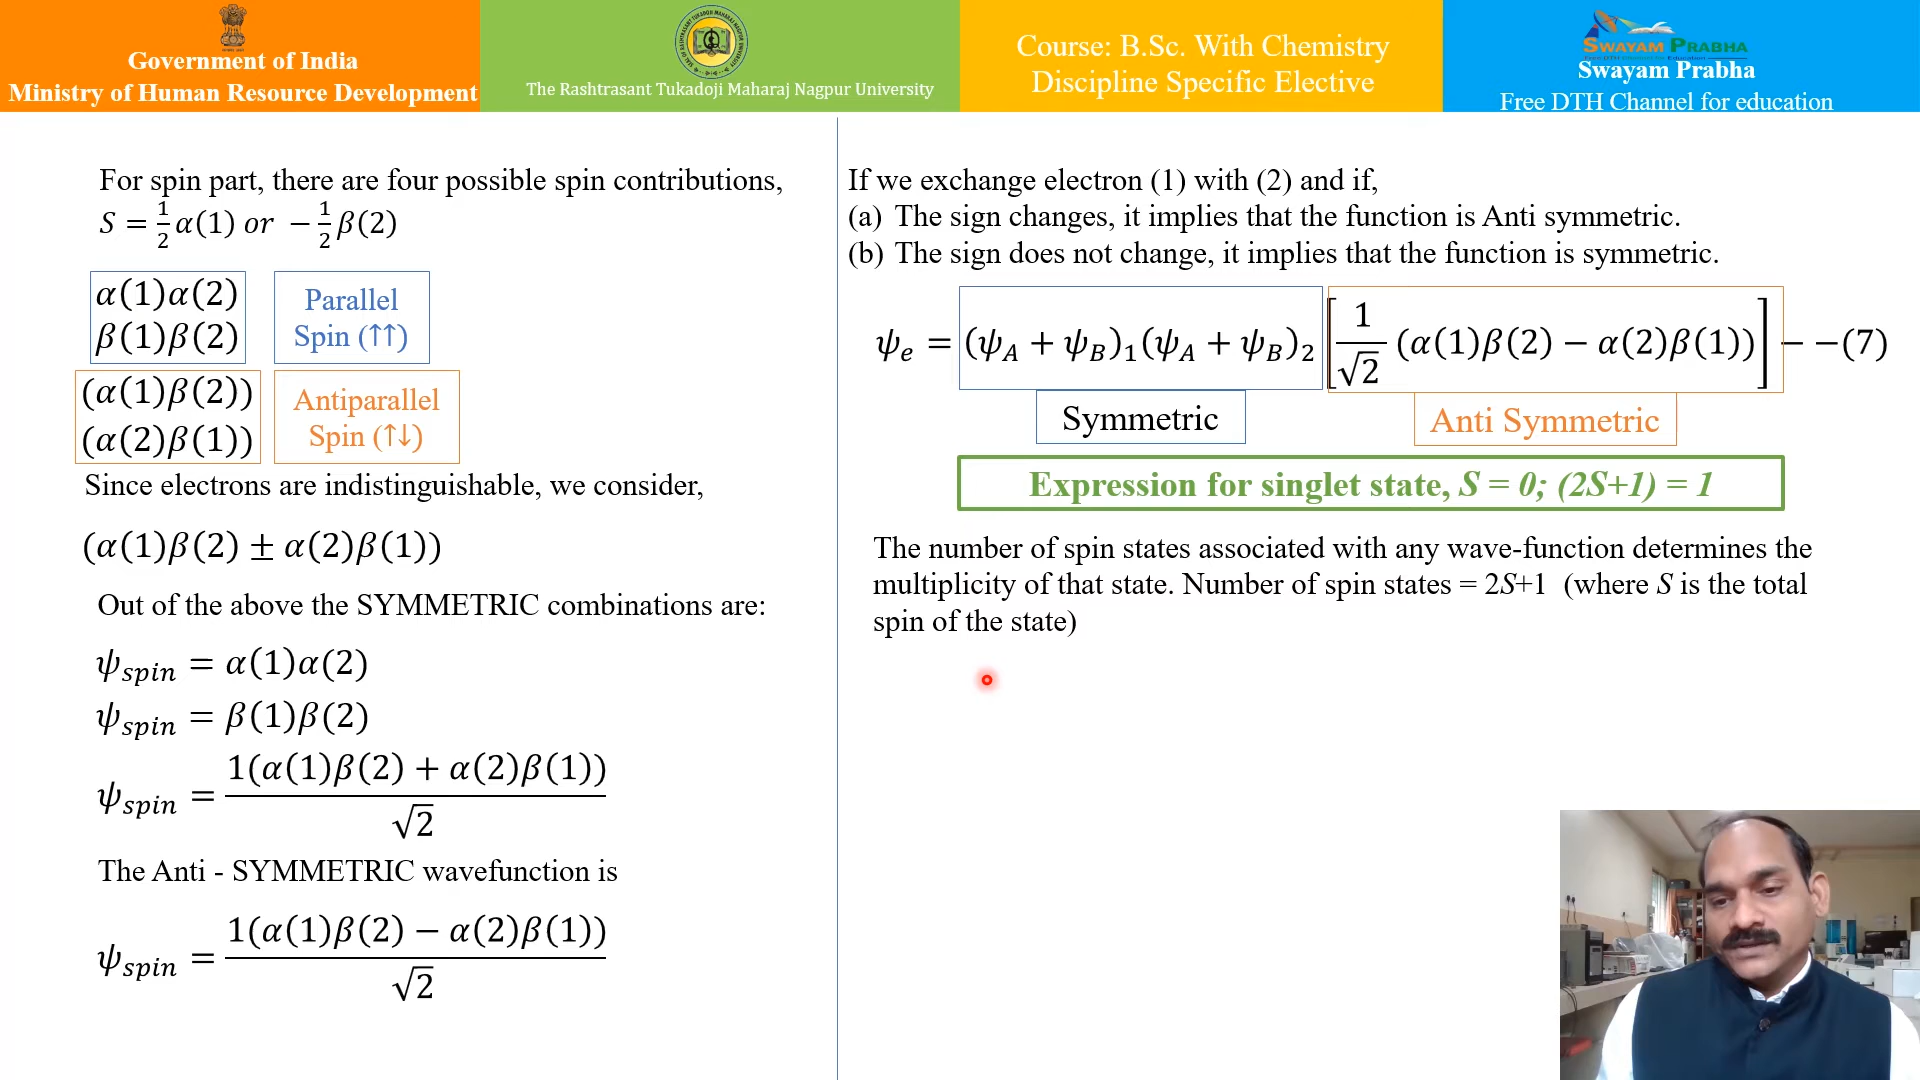 Government of India
Ministry of Human Resource Development
The Rashtrasant Tukadoji Maharaj Nagpur University
Course: B.Sc. With Chemistry
Discipline Specific Elective
SWAYAM PRABHA
Swayam Prabha
Free DTH Channel for education
For spin part, there are four possible spin contributions,
S = 1/2 α(1) or − 1/2 β(2)
α(1)α(2)
β(1)β(2)
Parallel
Spin (↑↑)
(α(1)β(2))
(α(2)β(1))
Antiparallel
Spin (↑↓)
Since electrons are indistinguishable, we consider,
(α(1)β(2) ± α(2)β(1))
Out of the above the SYMMETRIC combinations are:
ψspin = α(1)α(2)
ψspin = β(1)β(2)
ψspin = 1(α(1)β(2) + α(2)β(1)) / √2
The Anti - SYMMETRIC wavefunction is
ψspin = 1(α(1)β(2) − α(2)β(1)) / √2
If we exchange electron (1) with (2) and if,
(a) The sign changes, it implies that the function is Anti symmetric.
(b) The sign does not change, it implies that the function is symmetric.
ψe = (ψA + ψB)1(ψA + ψB)2 [1/√2 (α(1)β(2) − α(2)β(1))] − −(7)
Symmetric
Anti Symmetric
Expression for singlet state, S = 0; (2S+1) = 1
The number of spin states associated with any wave-function determines the
multiplicity of that state. Number of spin states = 2S+1 (where S is the total
spin of the state)